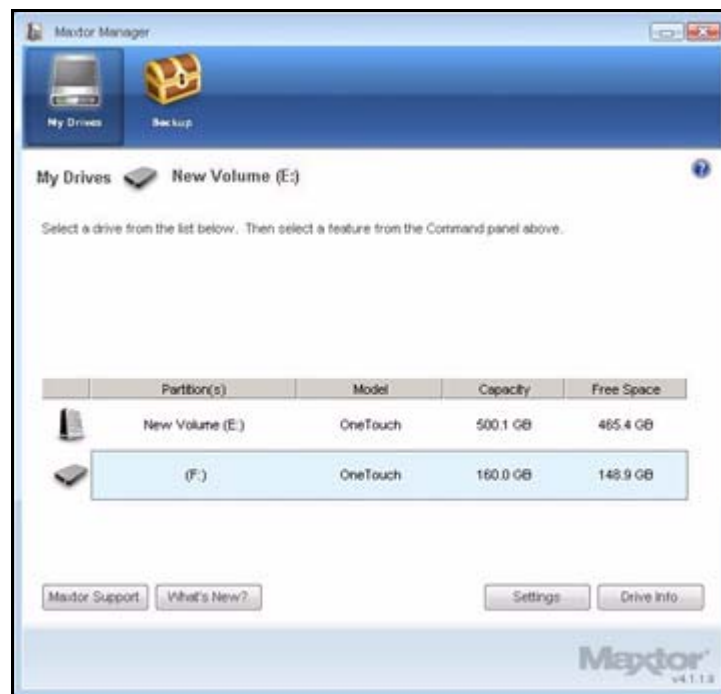 Maxtor Manager
My Drives
Backup
My Drives New Volume (E:)
Select a drive from the list below. Then select a feature from the Command panel above.
Partition(s) Model Capacity Free Space
New Volume (E:) OneTouch 500.1 GB 465.4 GB
(F:) OneTouch 160.0 GB 148.9 GB
Maxtor Support What's New? Settings Drive Info
Maxtor